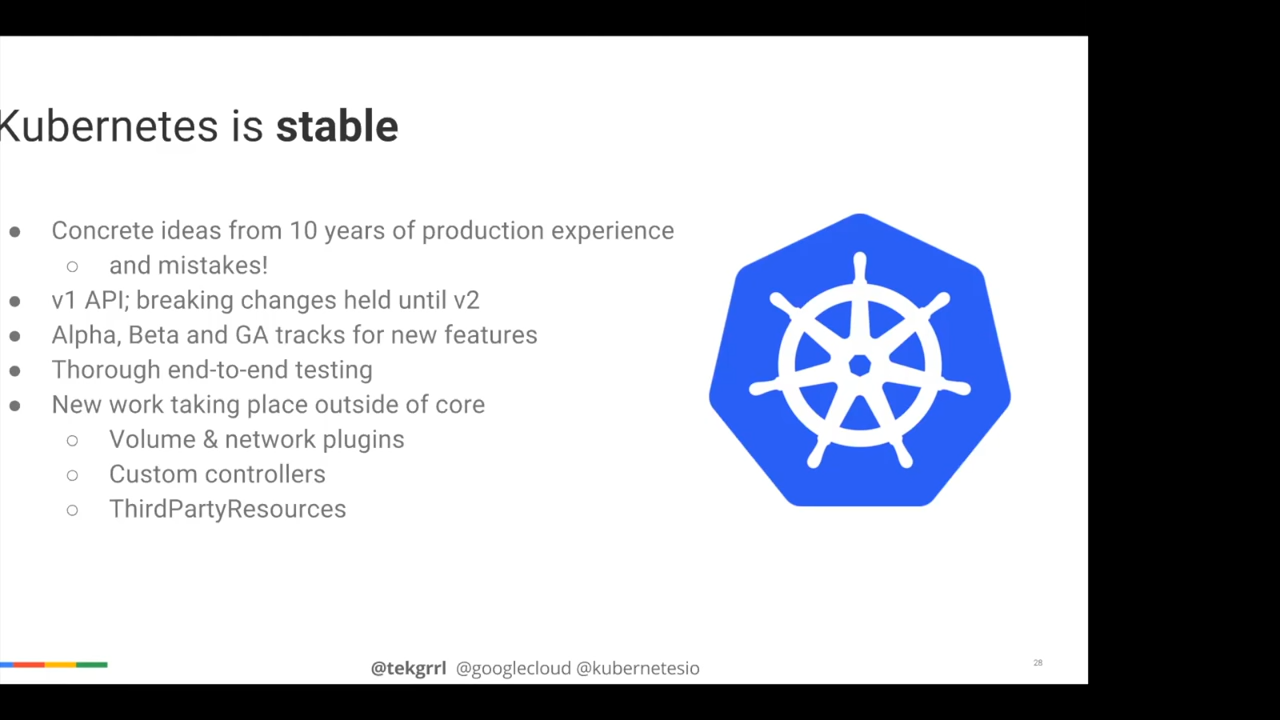 Kubernetes is stable
● Concrete ideas from 10 years of production experience
○ and mistakes!
● v1 API; breaking changes held until v2
● Alpha, Beta and GA tracks for new features
● Thorough end-to-end testing
● New work taking place outside of core
○ Volume & network plugins
○ Custom controllers
○ ThirdPartyResources
@tekgrrl @googlecloud @kubernetesio
28